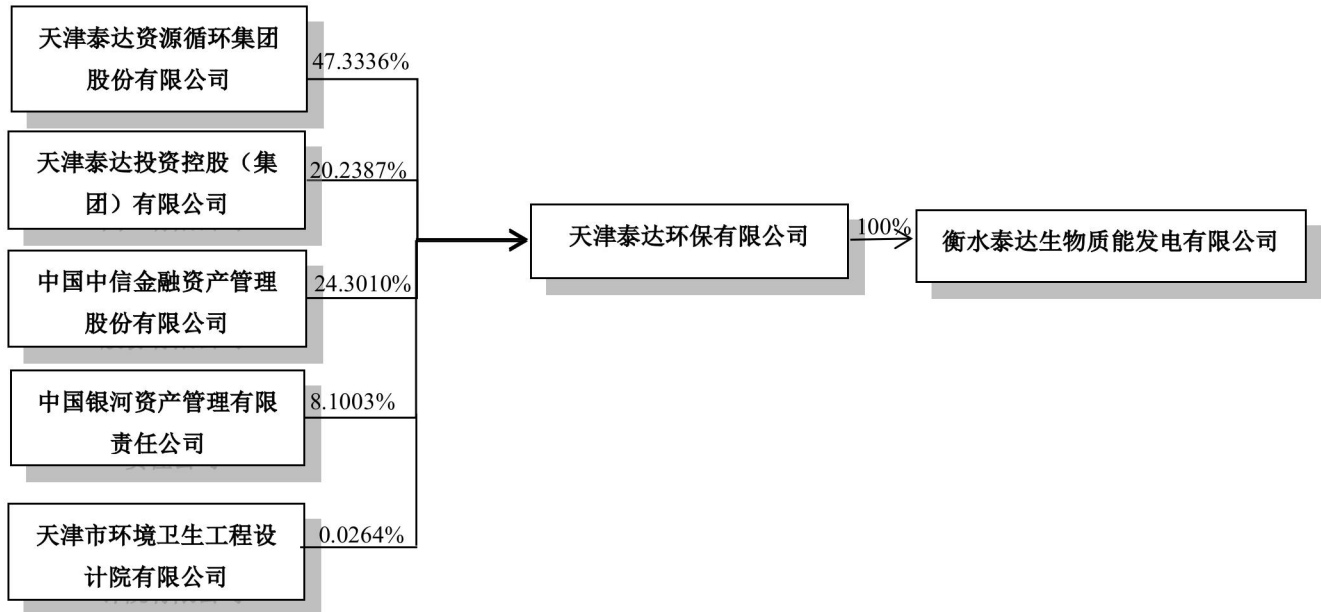 天津泰达资源循环集团
股份有限公司
47.3336%
天津泰达投资控股（集
团）有限公司
20.2387%
中国中信金融资产管理
股份有限公司
24.3010%
中国银河资产管理有限
责任公司
8.1003%
天津市环境卫生工程设
计院有限公司
0.0264%
天津泰达环保有限公司
100%
衡水泰达生物质能发电有限公司